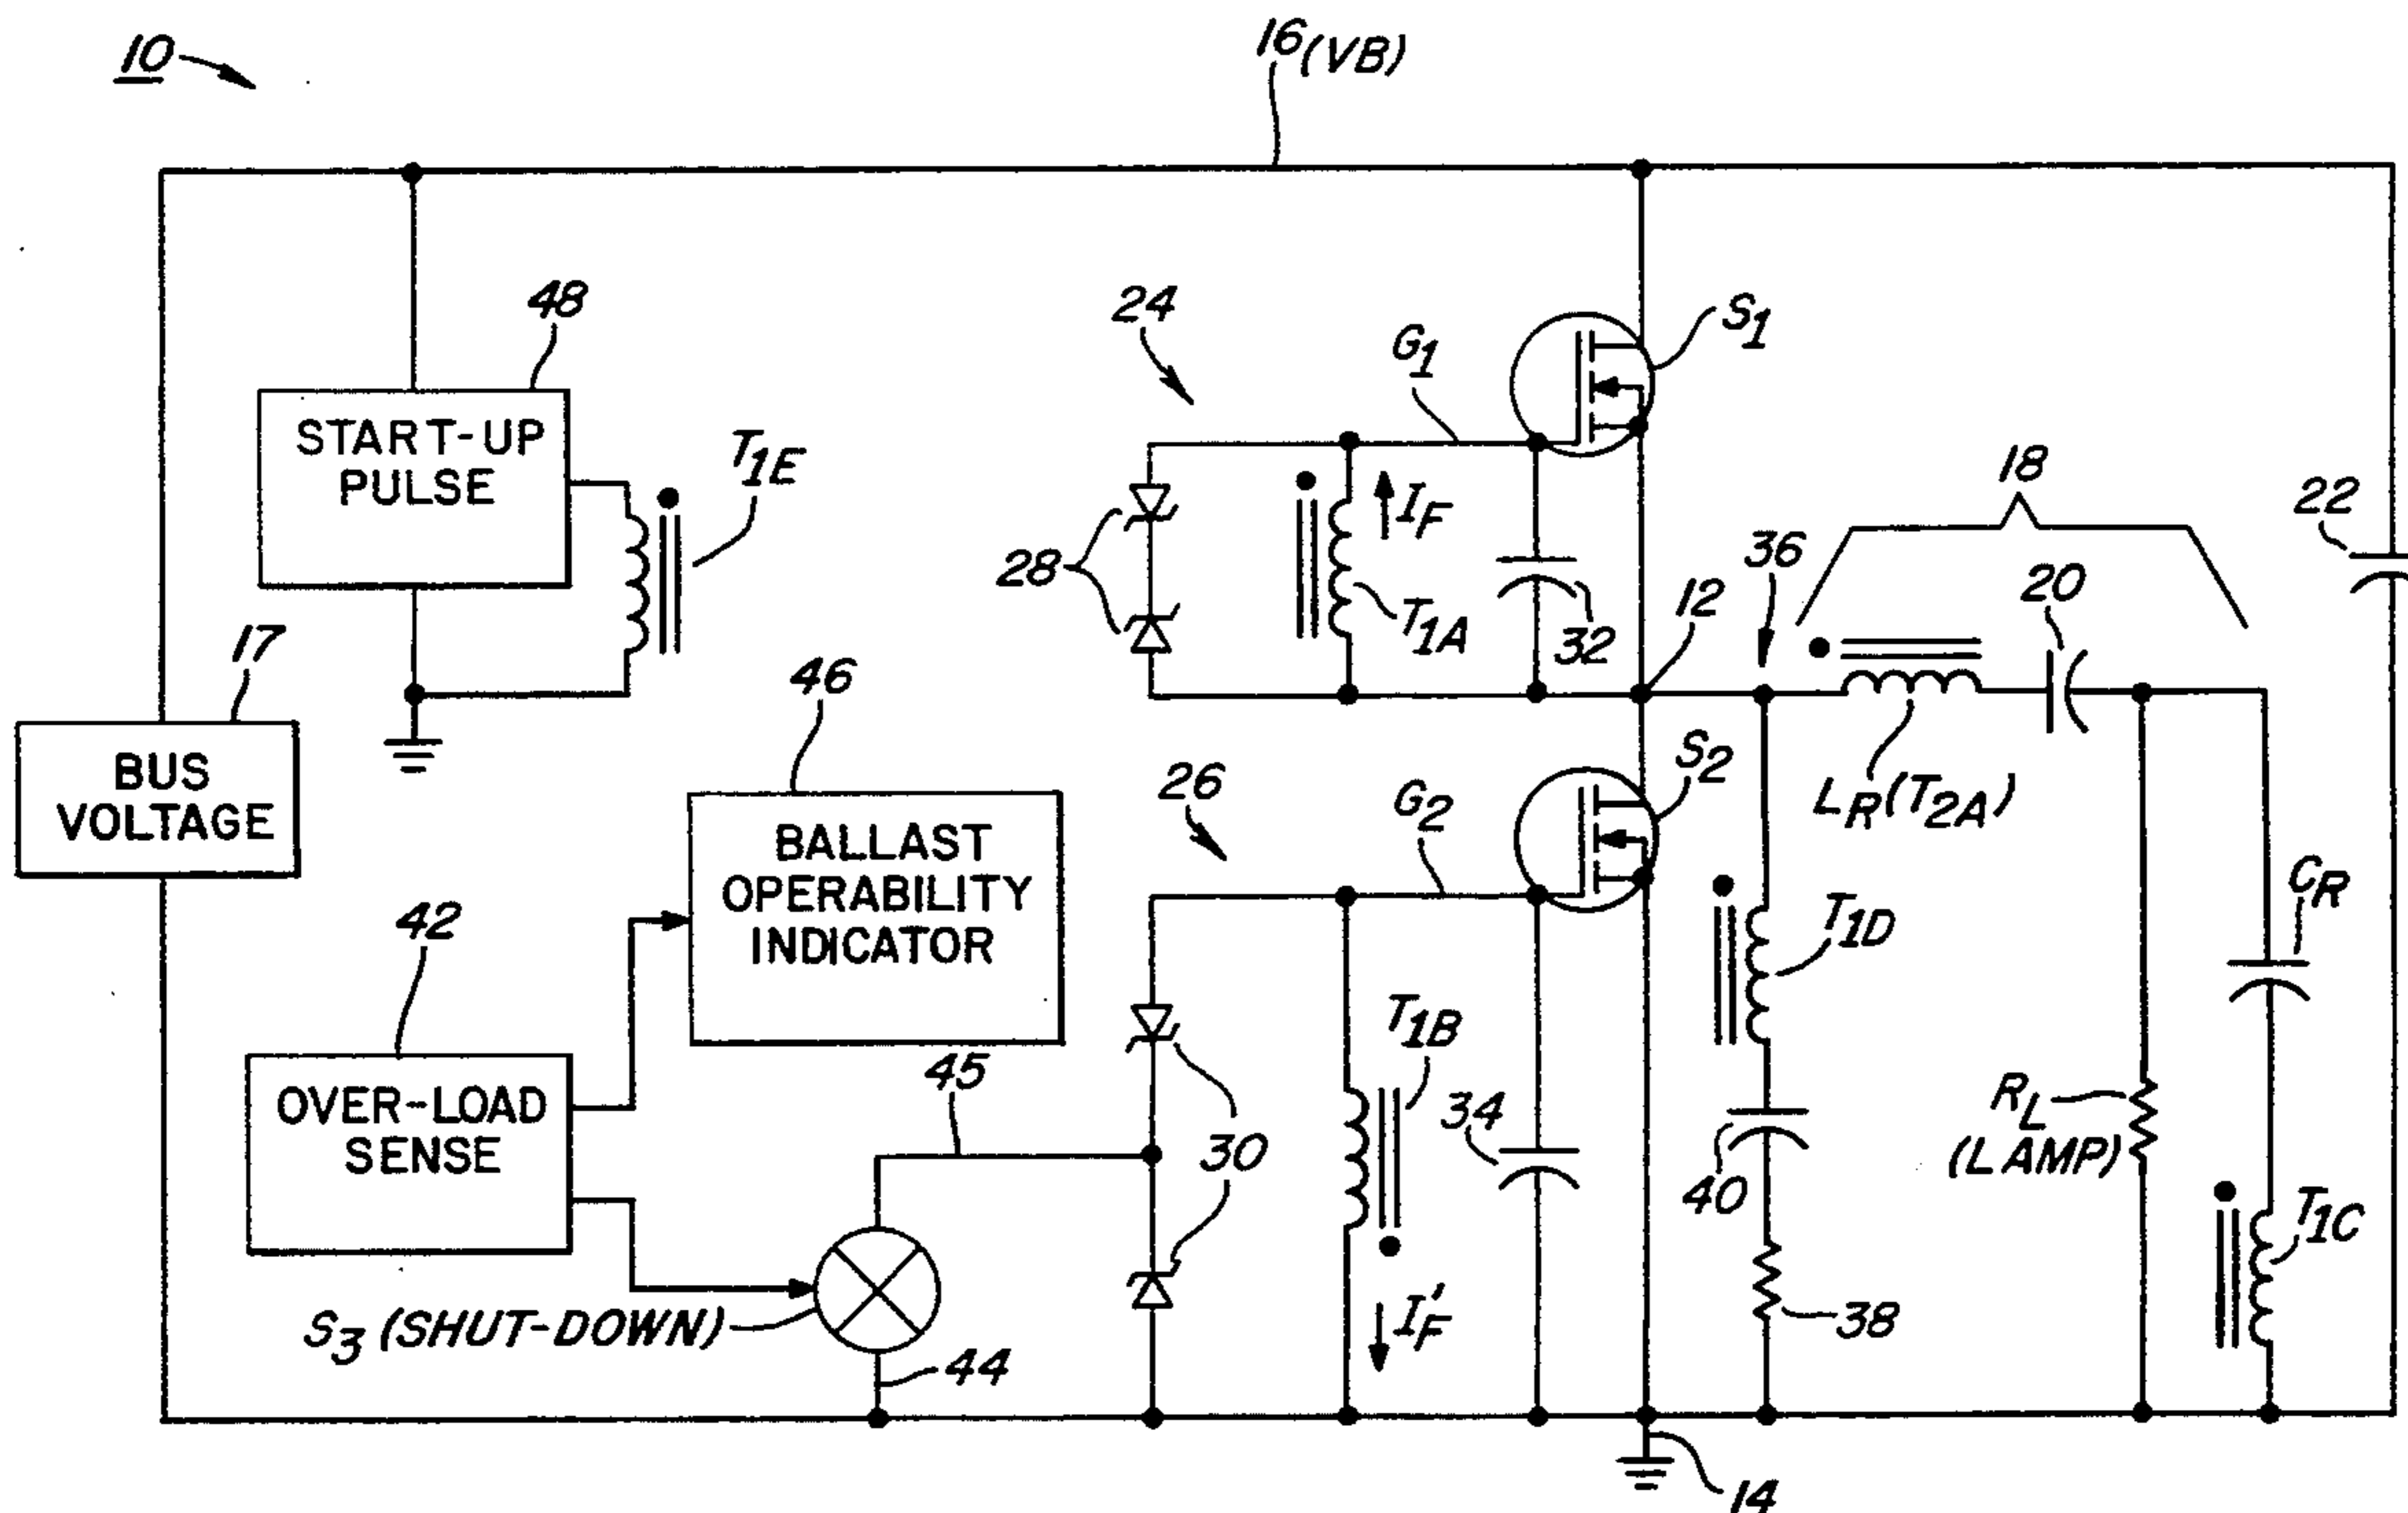 10
16 (VB)
48
START-UP
PULSE
T1E
24
G1
S1
28
IF
T1A
32
12
36
18
20
22
17
BUS
VOLTAGE
46
BALLAST
OPERABILITY
INDICATOR
26
G2
S2
LR (T2A)
CR
42
OVER-LOAD
SENSE
45
30
T1B
34
T1D
40
RL
(LAMP)
T1C
S3 (SHUT-DOWN)
44
I'F
38
14